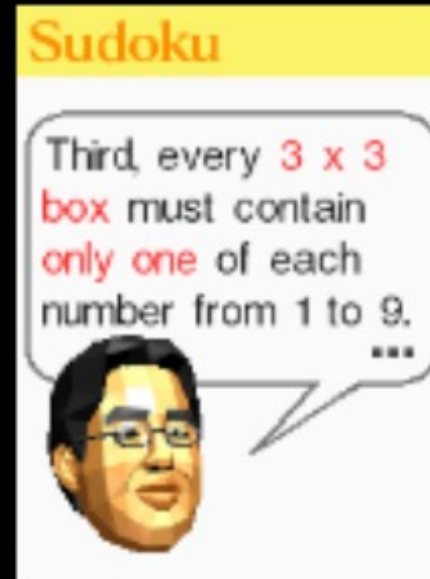 Sudoku
Third, every 3 x 3
box must contain
only one of each
number from 1 to 9.
...